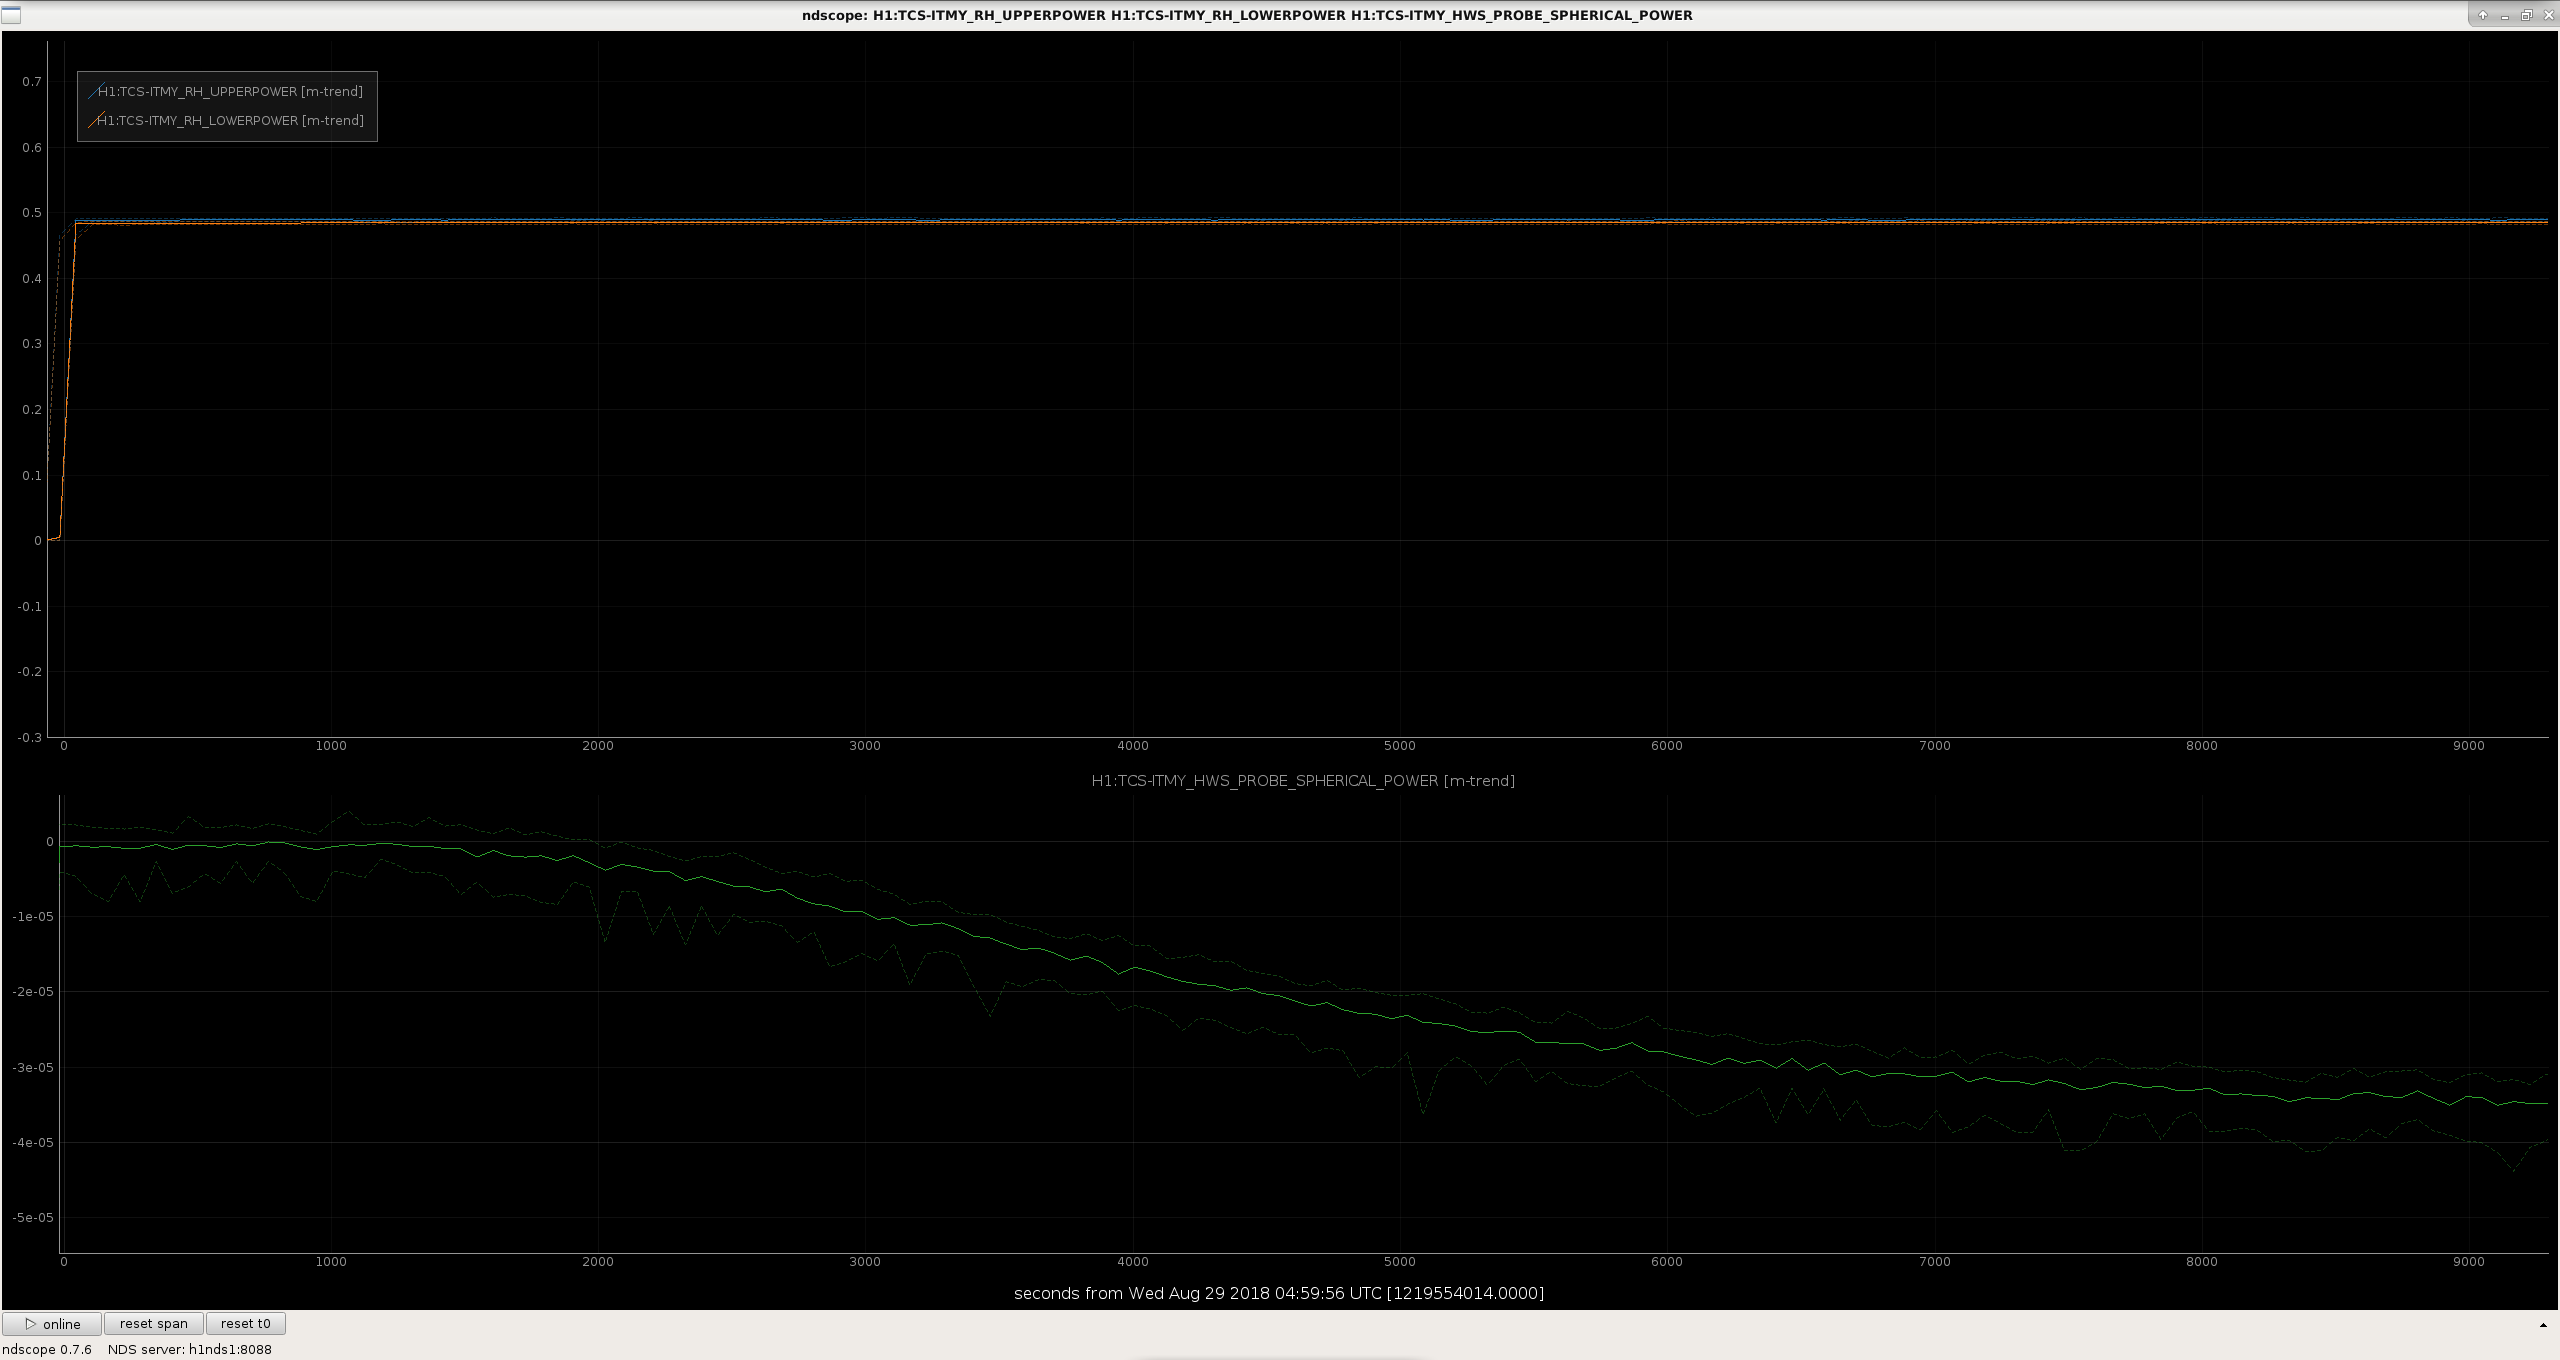 ndscope: H1:TCS-ITMY_RH_UPPERPOWER H1:TCS-ITMY_RH_LOWERPOWER H1:TCS-ITMY_HWS_PROBE_SPHERICAL_POWER
0.7
H1:TCS-ITMY_RH_UPPERPOWER [m-trend]
H1:TCS-ITMY_RH_LOWERPOWER [m-trend]
0.6
0.5
0.4
0.3
0.2
0.1
0
-0.1
-0.2
-0.3
0 1000 2000 3000 4000 5000 6000 7000 8000 9000
H1:TCS-ITMY_HWS_PROBE_SPHERICAL_POWER [m-trend]
0
-1e-05
-2e-05
-3e-05
-4e-05
-5e-05
0 1000 2000 3000 4000 5000 6000 7000 8000 9000
seconds from Wed Aug 29 2018 04:59:56 UTC [1219554014.0000]
online reset span reset t0
ndscope 0.7.6 NDS server: h1nds1:8088